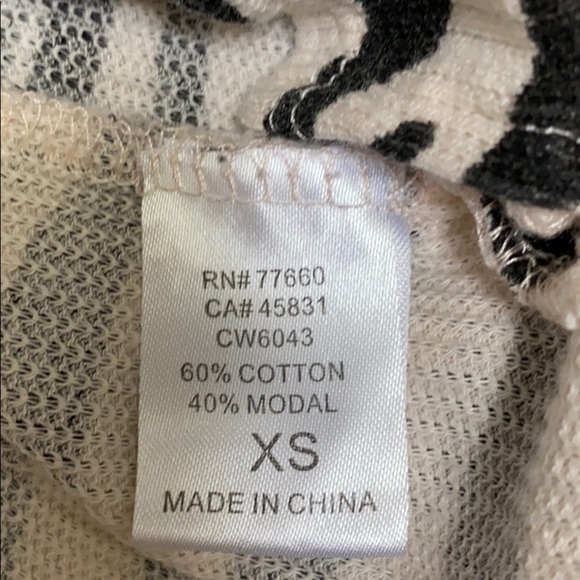 RN# 77660
CA# 45831
CW6043
60% COTTON
40% MODAL
XS
MADE IN CHINA